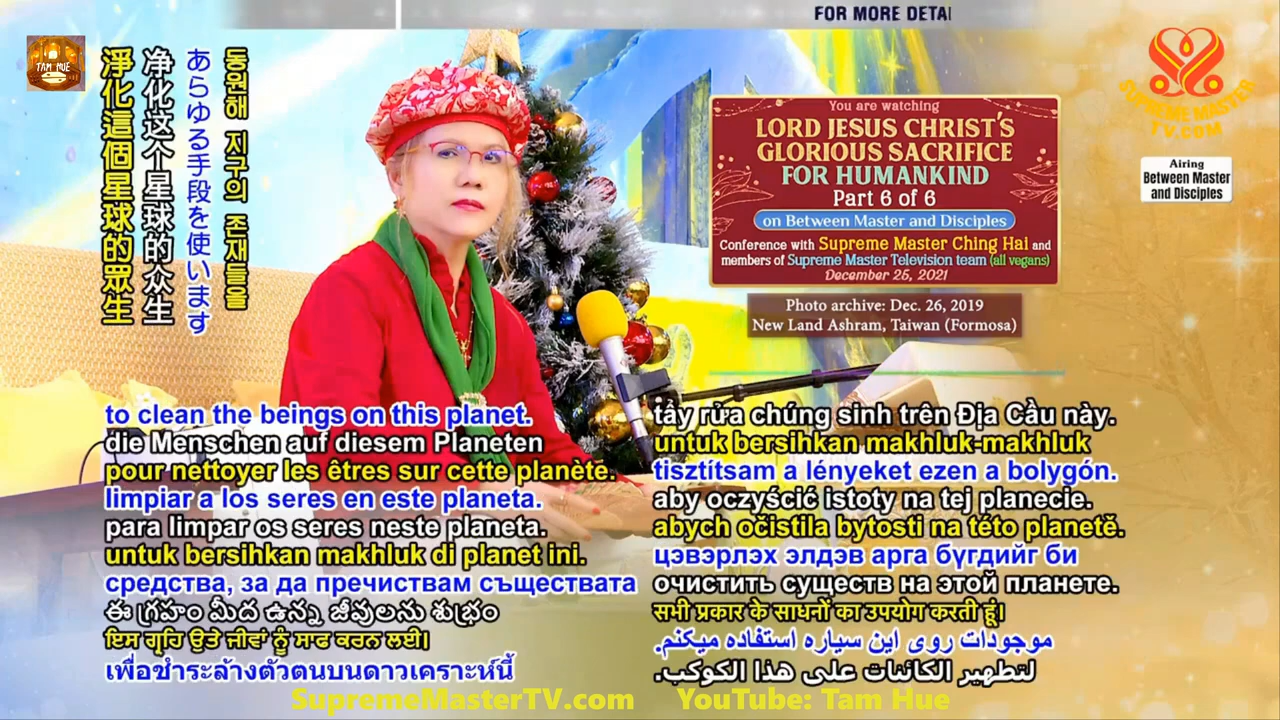 FOR MORE DETAI
TAM HUE
SUPREME MASTER
TV.COM
Airing
Between Master
and Disciples
You are watching
LORD JESUS CHRIST'S
GLORIOUS SACRIFICE
FOR HUMANKIND
Part 6 of 6
on Between Master and Disciples
Conference with Supreme Master Ching Hai and
members of Supreme Master Television team (all vegans)
December 25, 2021
Photo archive: Dec. 26, 2019
New Land Ashram, Taiwan (Formosa)
동원해 지구의 존재들을
あらゆる手段を使います
净化这个星球的众生
淨化這個星球的眾生
to clean the beings on this planet.
die Menschen auf diesem Planeten
pour nettoyer les êtres sur cette planète.
limpiar a los seres en este planeta.
para limpar os seres neste planeta.
untuk bersihkan makhluk di planet ini.
средства, за да пречиствам съществата
ఈ గ్రహం మీద ఉన్న జీవులను శుభ్రం
ਇਸ ਗ੍ਰਹਿ ਉਤੇ ਜੀਵਾਂ ਨੂੰ ਸਾਫ ਕਰਨ ਲਈ।
เพื่อชำระล้างตัวตนบนดาวเคราะห์นี้
tẩy rửa chúng sinh trên Địa Cầu này.
untuk bersihkan makhluk-makhluk
tisztítsam a lényeket ezen a bolygón.
aby oczyścić istoty na tej planecie.
abych očistila bytosti na této planetě.
цэвэрлэх элдэв арга бүгдийг би
очистить существ на этой планете.
सभी प्रकार के साधनों का उपयोग करती हूं।
موجودات روی این سیاره استفاده میکنم.
لتطهير الكائنات على هذا الكوكب.
SupremeMasterTV.com
YouTube: Tam Hue